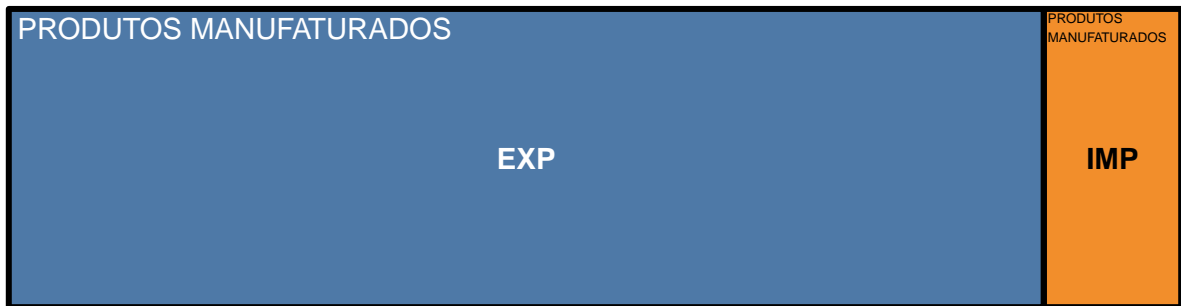 PRODUTOS MANUFATURADOS
EXP
PRODUTOS
MANUFATURADOS
IMP